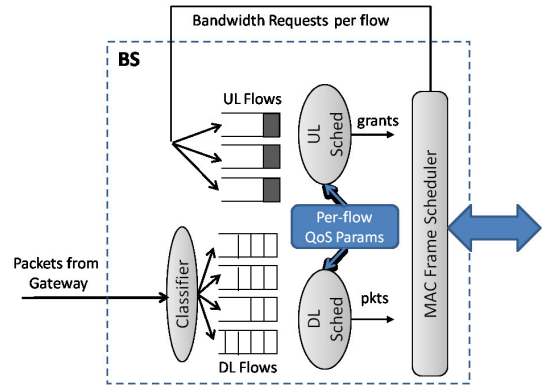 Bandwidth Requests per flow
BS
UL Flows
UL
Sched
grants
Per-flow
QoS Params
MAC Frame Scheduler
Packets from
Gateway
Classifier
DL
Sched
pkts
DL Flows